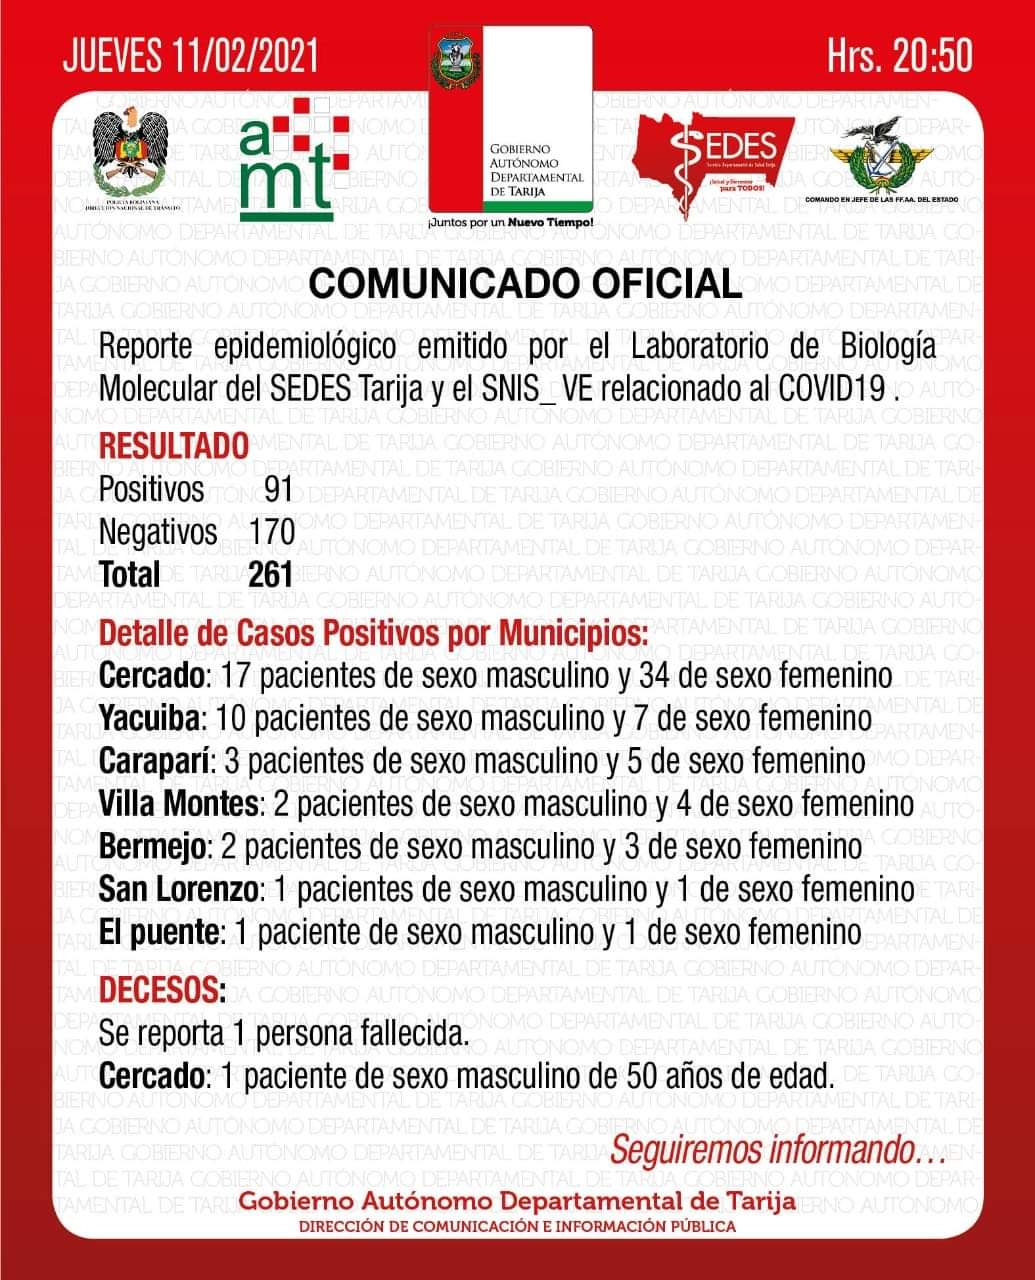 JUEVES 11/02/2021
Hrs. 20:50
POLICIA BOLIVIANA
DIRECCIÓN NACIONAL DE TRÁNSITO
amt
GOBIERNO
AUTÓNOMO
DEPARTAMENTAL
DE TARIJA
¡Juntos por un Nuevo Tiempo!
SEDES
Servicio Departamental de Salud Tarija
¡Salud y Bienestar
para TODOS!
COMANDO EN JEFE DE LAS FF.AA. DEL ESTADO
COMUNICADO OFICIAL
Reporte epidemiológico emitido por el Laboratorio de Biología
Molecular del SEDES Tarija y el SNIS_ VE relacionado al COVID19 .
RESULTADO
Positivos 91
Negativos 170
Total 261
Detalle de Casos Positivos por Municipios:
Cercado: 17 pacientes de sexo masculino y 34 de sexo femenino
Yacuiba: 10 pacientes de sexo masculino y 7 de sexo femenino
Caraparí: 3 pacientes de sexo masculino y 5 de sexo femenino
Villa Montes: 2 pacientes de sexo masculino y 4 de sexo femenino
Bermejo: 2 pacientes de sexo masculino y 3 de sexo femenino
San Lorenzo: 1 pacientes de sexo masculino y 1 de sexo femenino
El puente: 1 paciente de sexo masculino y 1 de sexo femenino
DECESOS:
Se reporta 1 persona fallecida.
Cercado: 1 paciente de sexo masculino de 50 años de edad.
Seguiremos informando...
Gobierno Autónomo Departamental de Tarija
DIRECCIÓN DE COMUNICACIÓN E INFORMACIÓN PÚBLICA